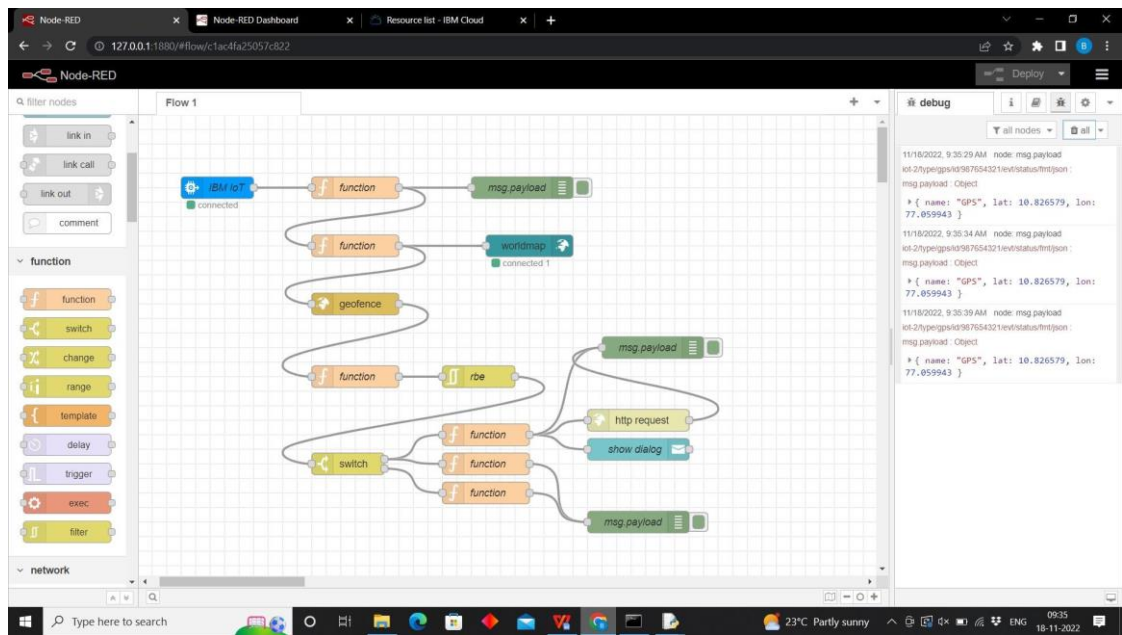 Node-RED
Node-RED Dashboard
Resource list - IBM Cloud
127.0.0.1:1880/#flow/c1ac4fa25057c822
B
Node-RED
Deploy
filter nodes
Flow 1
debug
i
all nodes
all
link in
link call
link out
comment
function
function
switch
change
range
template
delay
trigger
exec
filter
network
IBM IoT
connected
function
msg.payload
function
worldmap
connected 1
geofence
function
rbe
msg.payload
http request
function
show dialog
switch
function
function
msg.payload
11/18/2022, 9:35:29 AM node: msg.payload
iot-2/type/gps/id/987654321/evt/status/fmt/json :
msg.payload : Object
{ name: "GPS", lat: 10.826579, lon:
77.059943 }
11/18/2022, 9:35:34 AM node: msg.payload
iot-2/type/gps/id/987654321/evt/status/fmt/json :
msg.payload : Object
{ name: "GPS", lat: 10.826579, lon:
77.059943 }
11/18/2022, 9:35:39 AM node: msg.payload
iot-2/type/gps/id/987654321/evt/status/fmt/json :
msg.payload : Object
{ name: "GPS", lat: 10.826579, lon:
77.059943 }
Type here to search
23°C Partly sunny
ENG
09:35
18-11-2022